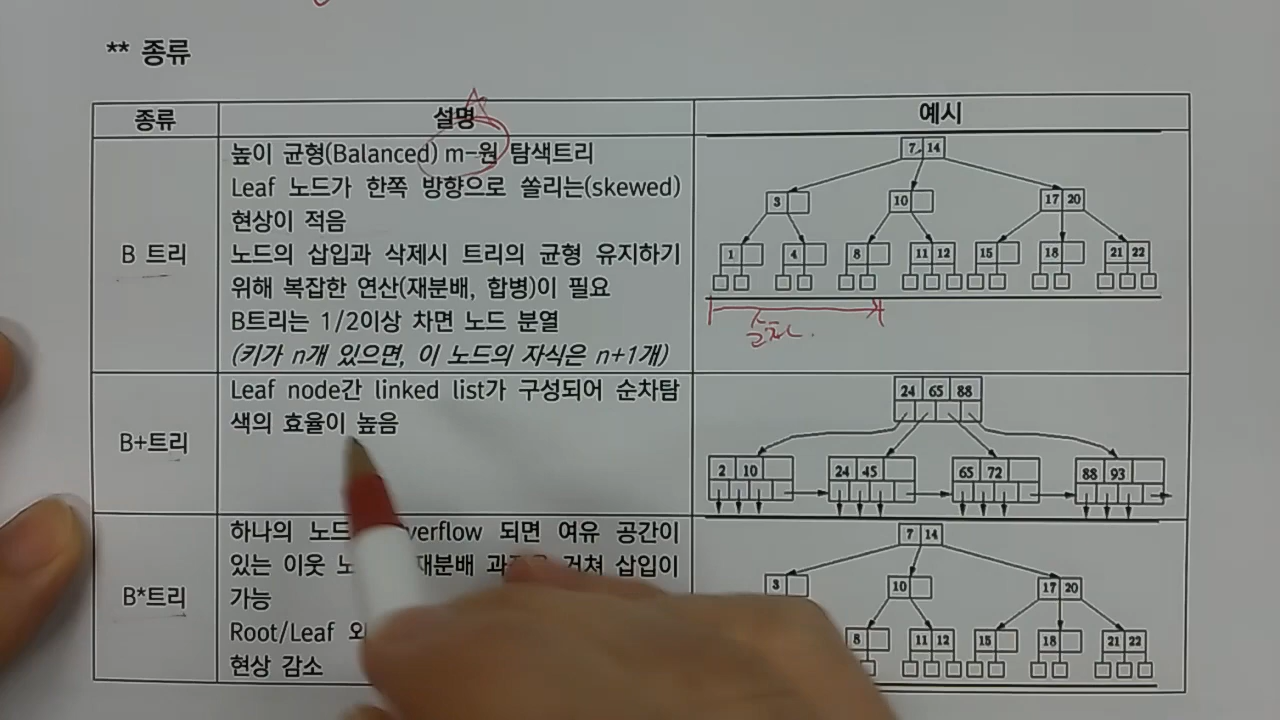 ** 종류
종류 설명 예시
B 트리
높이 균형(Balanced) m-원 탐색트리
Leaf 노드가 한쪽 방향으로 쏠리는(skewed)
현상이 적음
노드의 삽입과 삭제시 트리의 균형 유지하기
위해 복잡한 연산(재분배, 합병)이 필요
B트리는 1/2이상 차면 노드 분열
(키가 n개 있으면, 이 노드의 자식은 n+1개)
7 14
3 10 17 20
1 4 8 11 12 15 18 21 22
순차
B+트리
Leaf node간 linked list가 구성되어 순차탐
색의 효율이 높음
24 65 88
2 10 24 45 65 72 88 93
B*트리
하나의 노드 verflow 되면 여유 공간이
있는 이웃 재분배 거쳐 삽입이
가능
Root/Leaf 외
현상 감소
7 14
3 10 17 20
8 11 12 15 18 21 22